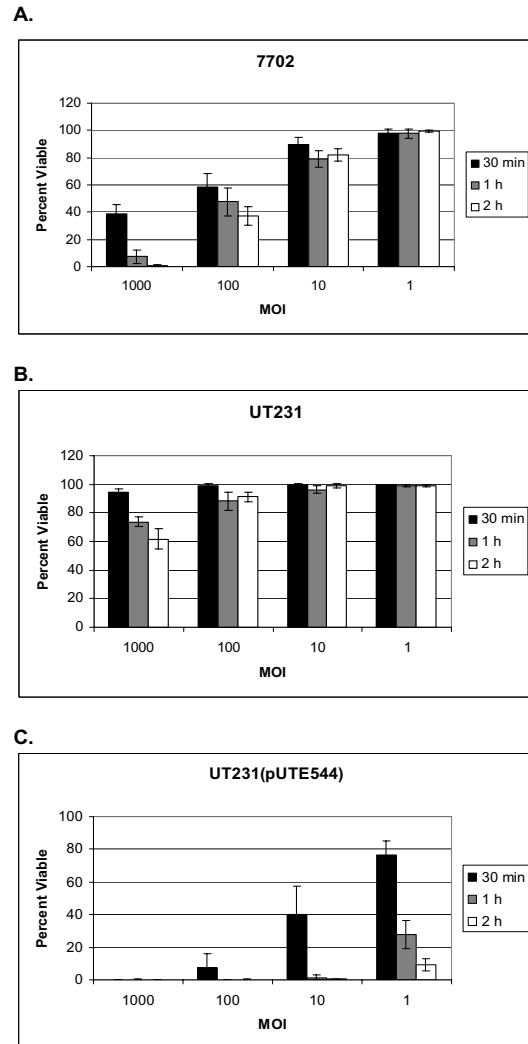 A.
7702
120
100
80
60
40
20
0
Percent Viable
1000 100 10 1
MOI
30 min
1 h
2 h
B.
UT231
120
100
80
60
40
20
0
Percent Viable
1000 100 10 1
MOI
30 min
1 h
2 h
C.
UT231(pUTE544)
100
80
60
40
20
0
Percent Viable
1000 100 10 1
MOI
30 min
1 h
2 h